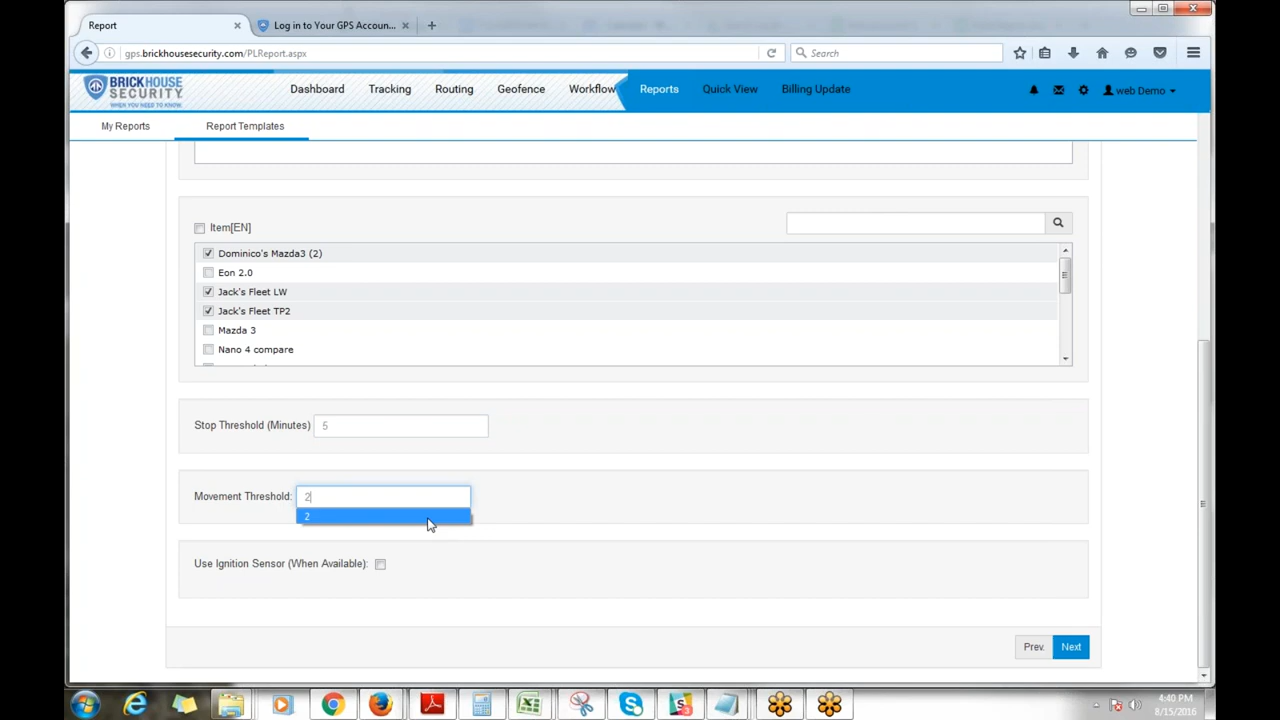 Report
Log in to Your GPS Accoun...
gps.brickhousesecurity.com/PLReport.aspx
Search
BRICKHOUSE
SECURITY
WHEN YOU NEED TO KNOW.
Dashboard
Tracking
Routing
Geofence
Workflow
Reports
Quick View
Billing Update
web Demo
My Reports
Report Templates
Item[EN]
Dominico's Mazda3 (2)
Eon 2.0
Jack's Fleet LW
Jack's Fleet TP2
Mazda 3
Nano 4 compare
Stop Threshold (Minutes)
5
Movement Threshold:
2
2
Use Ignition Sensor (When Available):
Prev.
Next
4:40 PM
8/15/2016